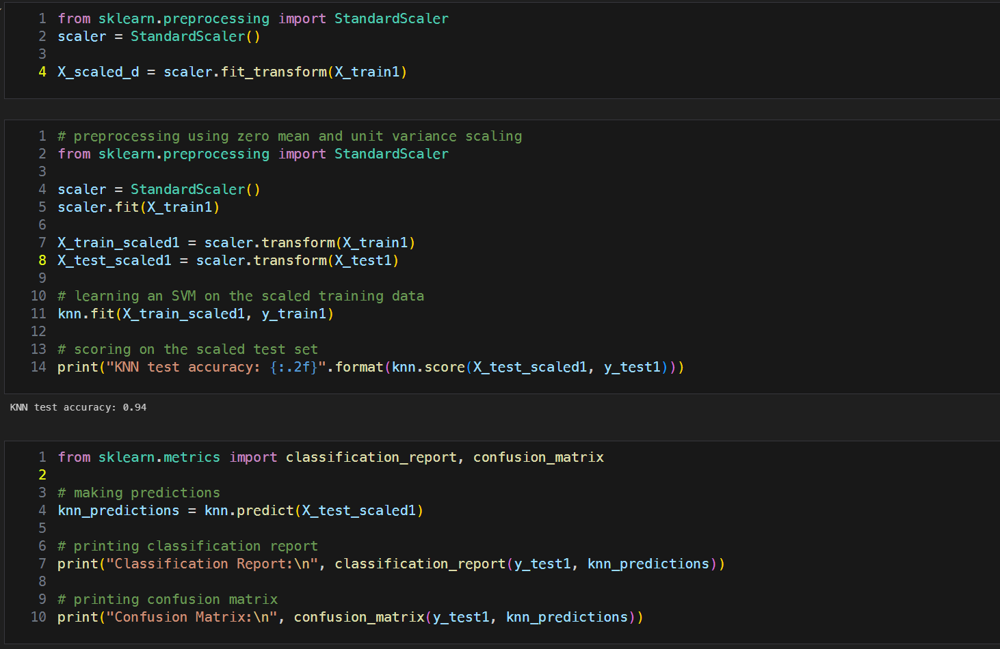 1 from sklearn.preprocessing import StandardScaler
2 scaler = StandardScaler()
3
4 X_scaled_d = scaler.fit_transform(X_train1)
1 # preprocessing using zero mean and unit variance scaling
2 from sklearn.preprocessing import StandardScaler
3
4 scaler = StandardScaler()
5 scaler.fit(X_train1)
6
7 X_train_scaled1 = scaler.transform(X_train1)
8 X_test_scaled1 = scaler.transform(X_test1)
9
10 # learning an SVM on the scaled training data
11 knn.fit(X_train_scaled1, y_train1)
12
13 # scoring on the scaled test set
14 print("KNN test accuracy: {:.2f}".format(knn.score(X_test_scaled1, y_test1)))
KNN test accuracy: 0.94
1 from sklearn.metrics import classification_report, confusion_matrix
2
3 # making predictions
4 knn_predictions = knn.predict(X_test_scaled1)
5
6 # printing classification report
7 print("Classification Report:\n", classification_report(y_test1, knn_predictions))
8
9 # printing confusion matrix
10 print("Confusion Matrix:\n", confusion_matrix(y_test1, knn_predictions))